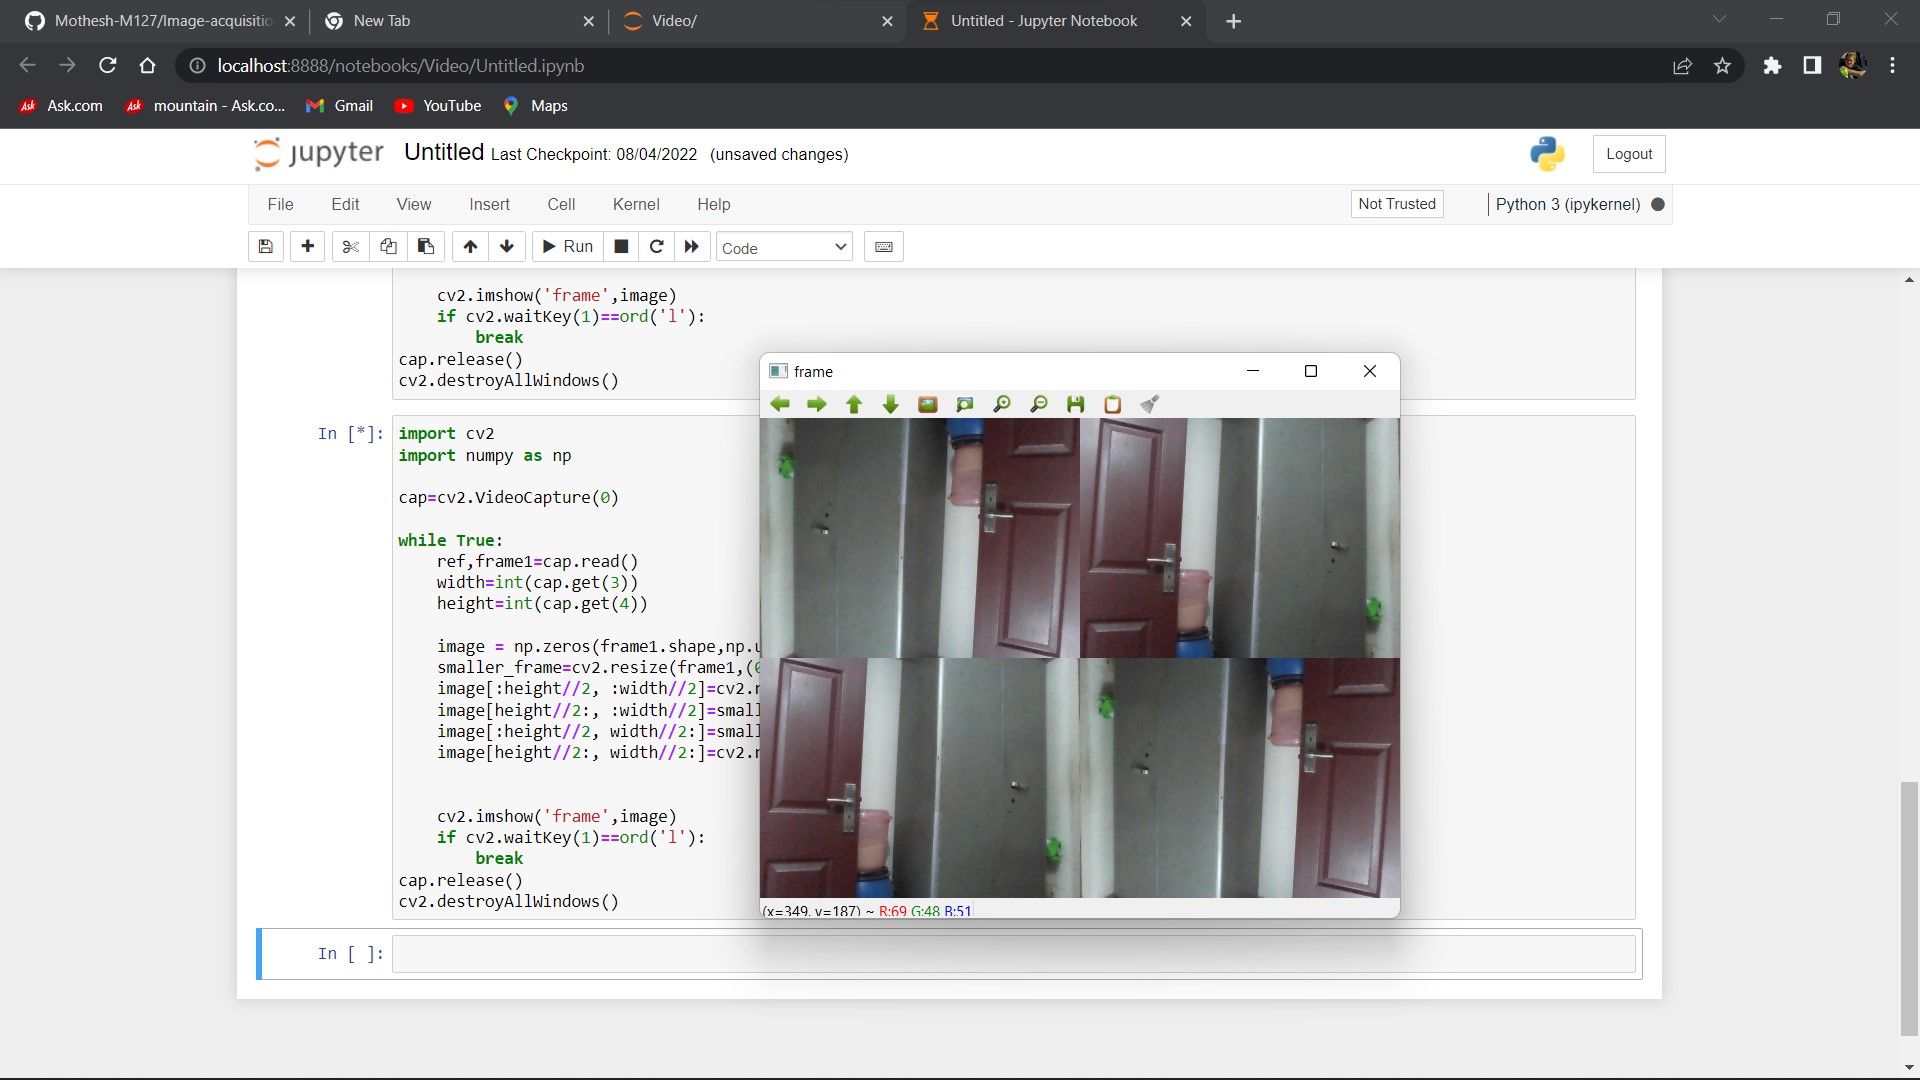 Mothesh-M127/Image-acquisitio
New Tab
Video/
Untitled - Jupyter Notebook
localhost:8888/notebooks/Video/Untitled.ipynb
Ask Ask.com
Ask mountain - Ask.co...
Gmail
YouTube
Maps
jupyter Untitled Last Checkpoint: 08/04/2022 (unsaved changes)
Logout
File Edit View Insert Cell Kernel Help
Not Trusted
Python 3 (ipykernel)
Run
Code
    cv2.imshow('frame',image)
    if cv2.waitKey(1)==ord('l'):
        break
cap.release()
cv2.destroyAllWindows()
In [*]:
import cv2
import numpy as np
cap=cv2.VideoCapture(0)
while True:
    ref,frame1=cap.read()
    width=int(cap.get(3))
    height=int(cap.get(4))
    image = np.zeros(frame1.shape,np.u
    smaller_frame=cv2.resize(frame1,(0
    image[:height//2, :width//2]=cv2.r
    image[height//2:, :width//2]=smal
    image[:height//2, width//2:]=smal
    image[height//2:, width//2:]=cv2.r
    cv2.imshow('frame',image)
    if cv2.waitKey(1)==ord('l'):
        break
cap.release()
cv2.destroyAllWindows()
frame
(x=349, y=187) ~ R:69 G:48 B:51
In [ ]: